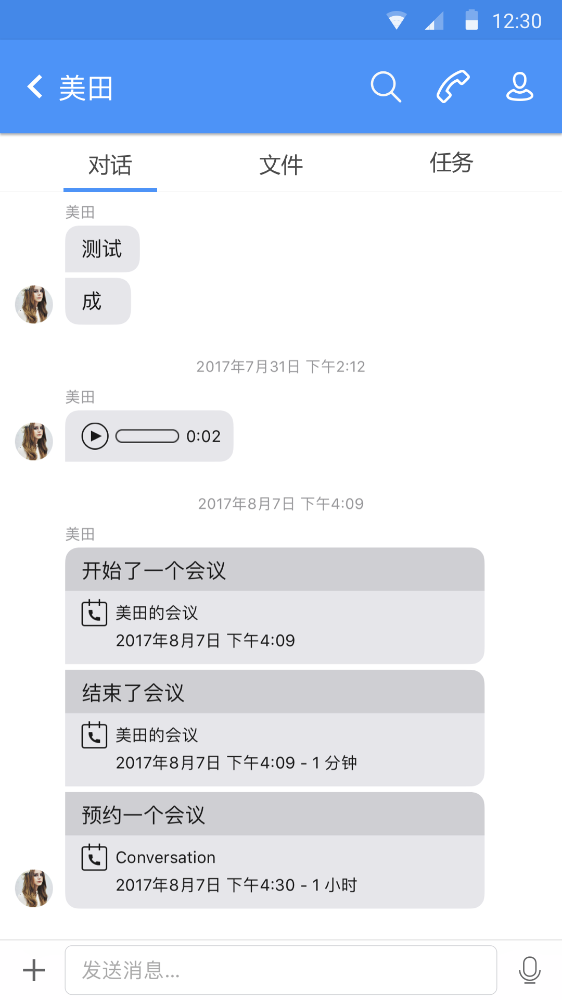 12:30
美田
对话 文件 任务
美田
测试
成
2017年7月31日 下午2:12
美田
0:02
2017年8月7日 下午4:09
美田
开始了一个会议
美田的会议
2017年8月7日 下午4:09
结束了会议
美田的会议
2017年8月7日 下午4:09 - 1 分钟
预约一个会议
Conversation
2017年8月7日 下午4:30 - 1 小时
发送消息...